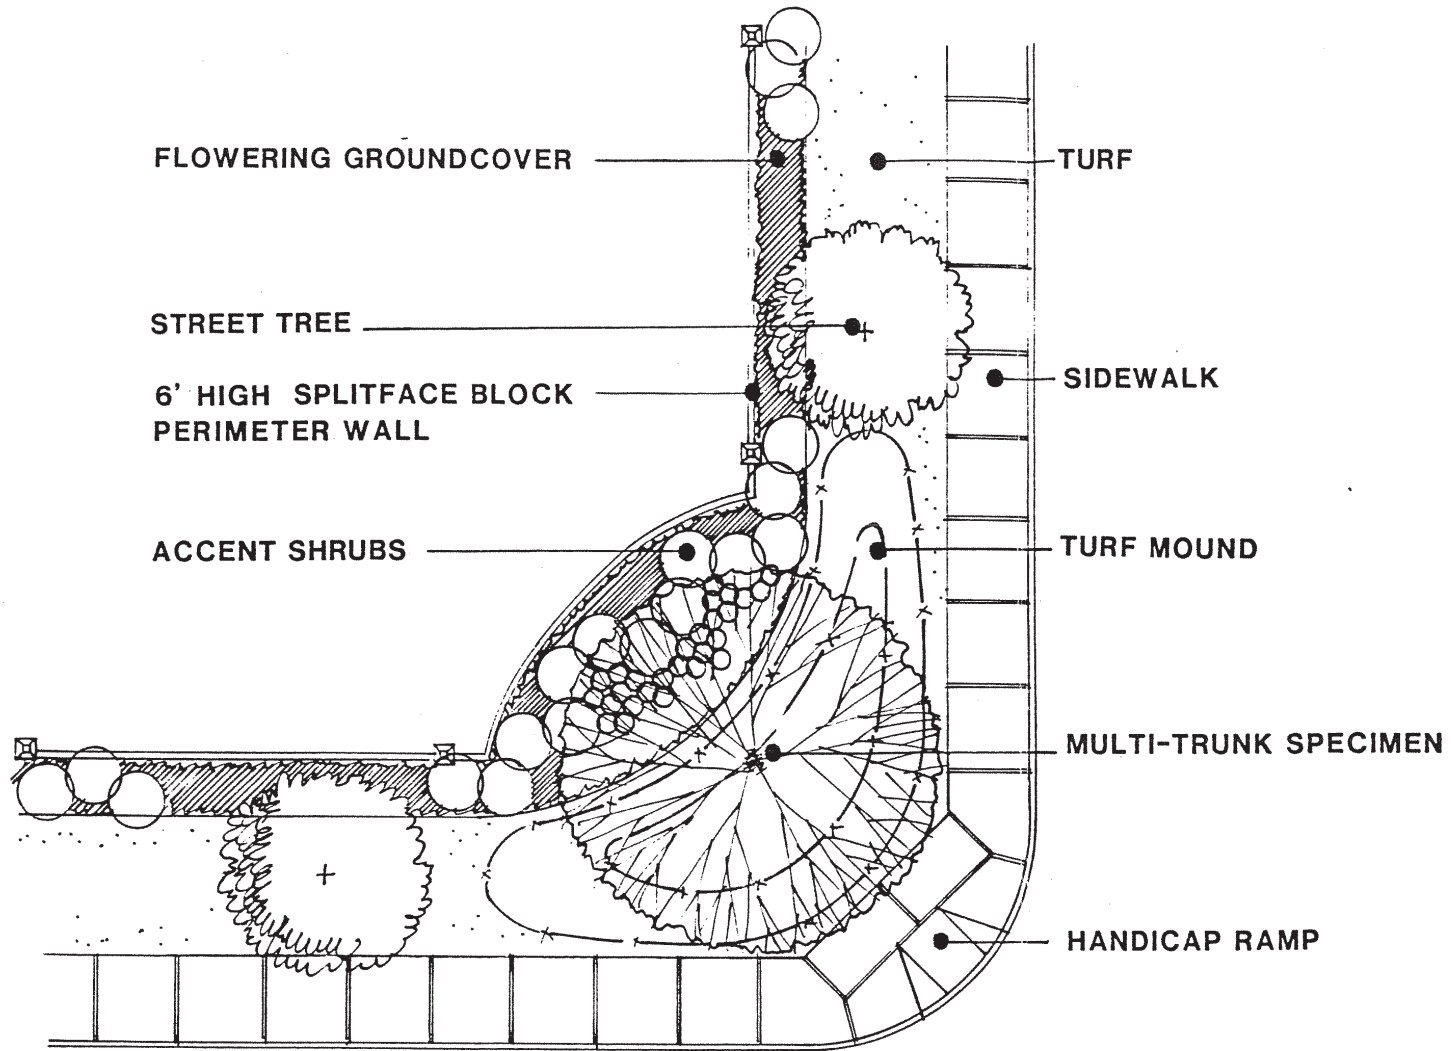 FLOWERING GROUNDCOVER
TURF
STREET TREE
SIDEWALK
6' HIGH SPLITFACE BLOCK
PERIMETER WALL
ACCENT SHRUBS
TURF MOUND
MULTI-TRUNK SPECIMEN
HANDICAP RAMP